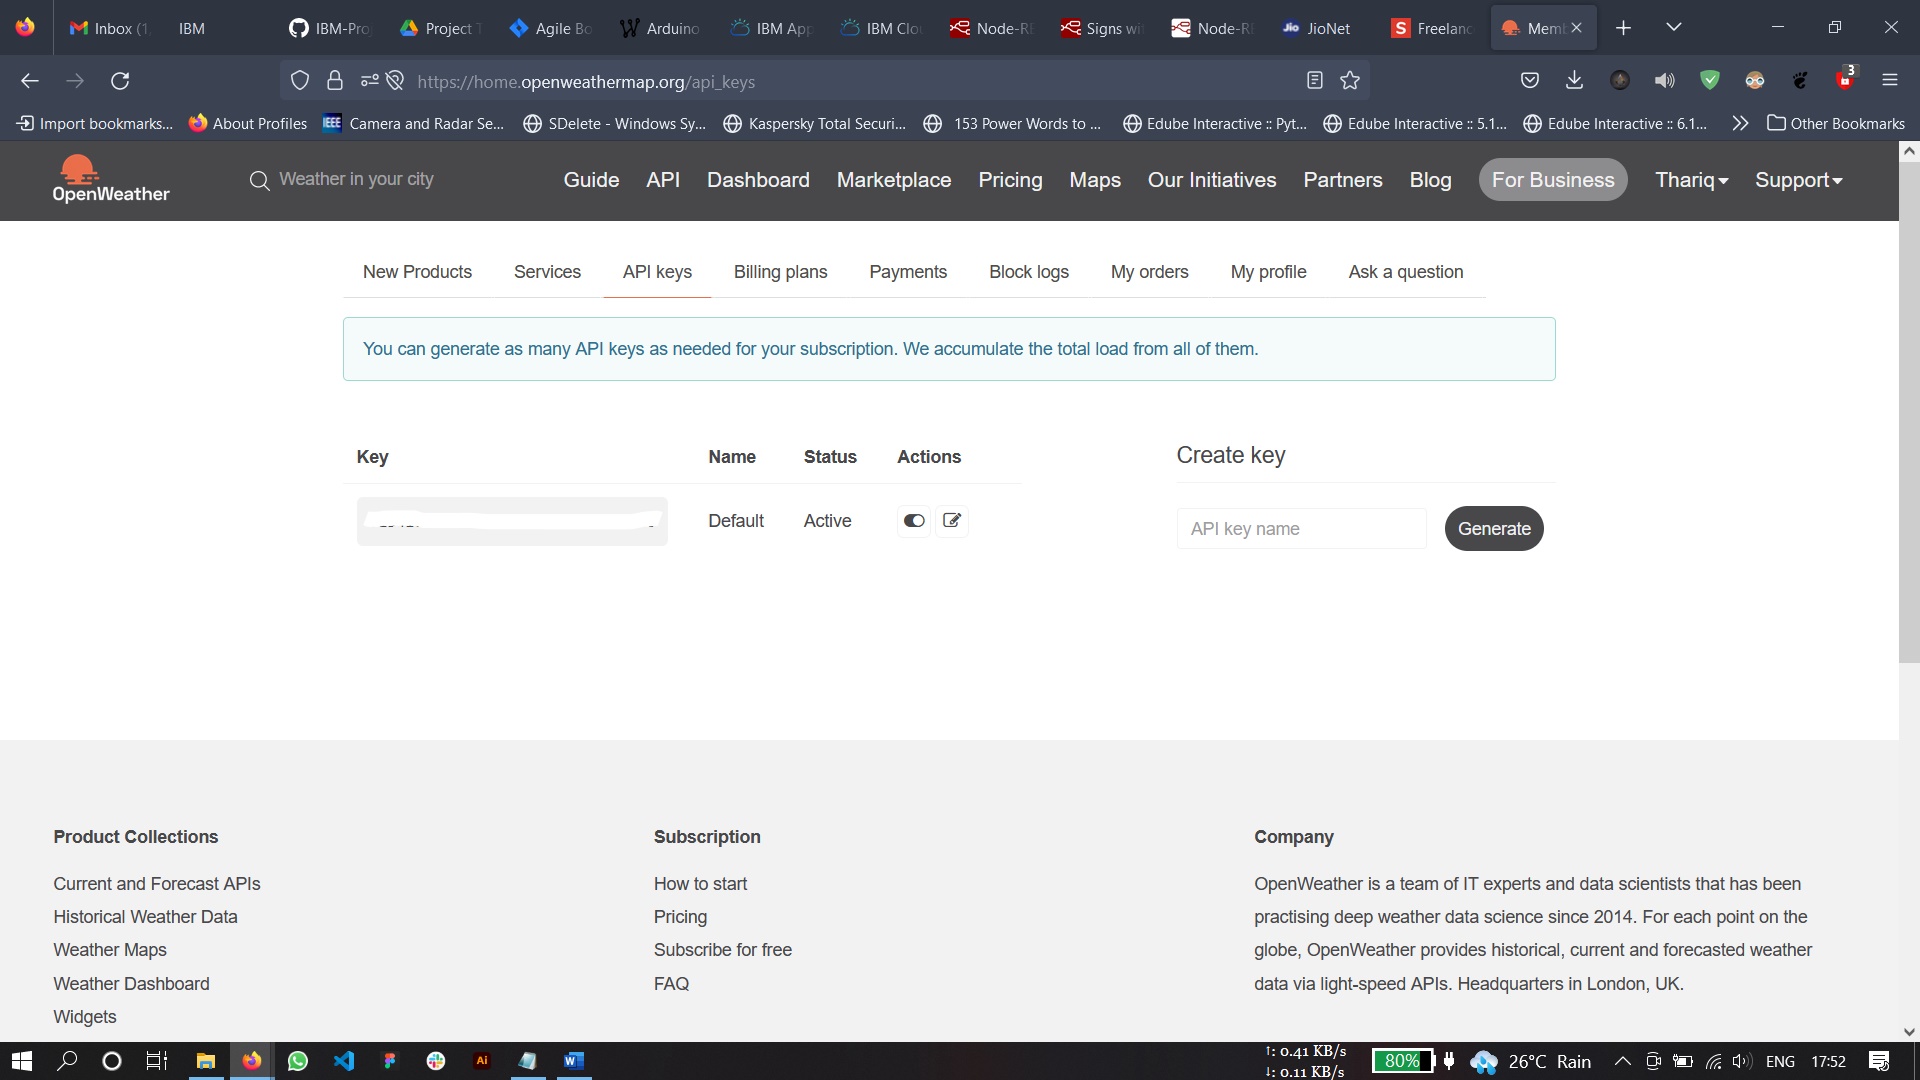 Inbox (1
IBM
IBM-Pro
Project T
Agile Bo
Arduino
IBM App
IBM Clo
Node-RE
Signs wi
Node-RE
Jio JioNet
S Freelanc
Memb
https://home.openweathermap.org/api_keys
3
Import bookmarks...
About Profiles
IEEE Camera and Radar Se...
SDelete - Windows Sy...
Kaspersky Total Securi...
153 Power Words to ...
Edube Interactive :: Pyt...
Edube Interactive :: 5.1...
Edube Interactive :: 6.1...
Other Bookmarks
OpenWeather
Weather in your city
Guide
API
Dashboard
Marketplace
Pricing
Maps
Our Initiatives
Partners
Blog
For Business
Thariq
Support
New Products
Services
API keys
Billing plans
Payments
Block logs
My orders
My profile
Ask a question
You can generate as many API keys as needed for your subscription. We accumulate the total load from all of them.
Key
Name
Status
Actions
Default
Active
Create key
API key name
Generate
Product Collections
Current and Forecast APIs
Historical Weather Data
Weather Maps
Weather Dashboard
Widgets
Subscription
How to start
Pricing
Subscribe for free
FAQ
Company
OpenWeather is a team of IT experts and data scientists that has been
practising deep weather data science since 2014. For each point on the
globe, OpenWeather provides historical, current and forecasted weather
data via light-speed APIs. Headquarters in London, UK.
Ai
W
↑: 0.41 KB/s
↓: 0.11 KB/s
80%
26°C Rain
ENG
17:52